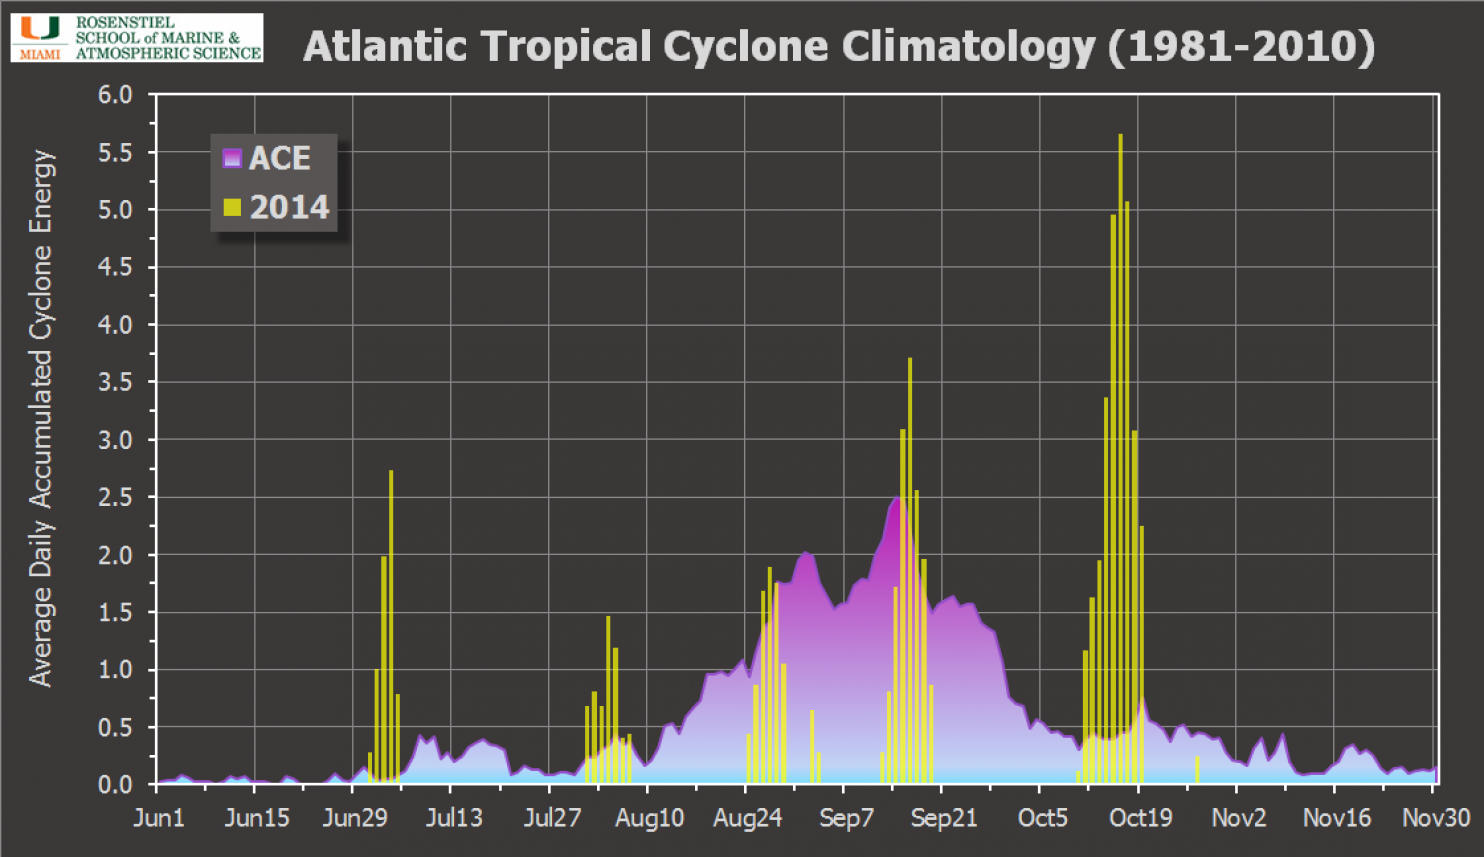 U
MIAMI
ROSENSTIEL
SCHOOL of MARINE &
ATMOSPHERIC SCIENCE
Atlantic Tropical Cyclone Climatology (1981-2010)
Average Daily Accumulated Cyclone Energy
6.0
5.5
5.0
4.5
4.0
3.5
3.0
2.5
2.0
1.5
1.0
0.5
0.0
ACE
2014
Jun1 Jun15 Jun29 Jul13 Jul27 Aug10 Aug24 Sep7 Sep21 Oct5 Oct19 Nov2 Nov16 Nov30